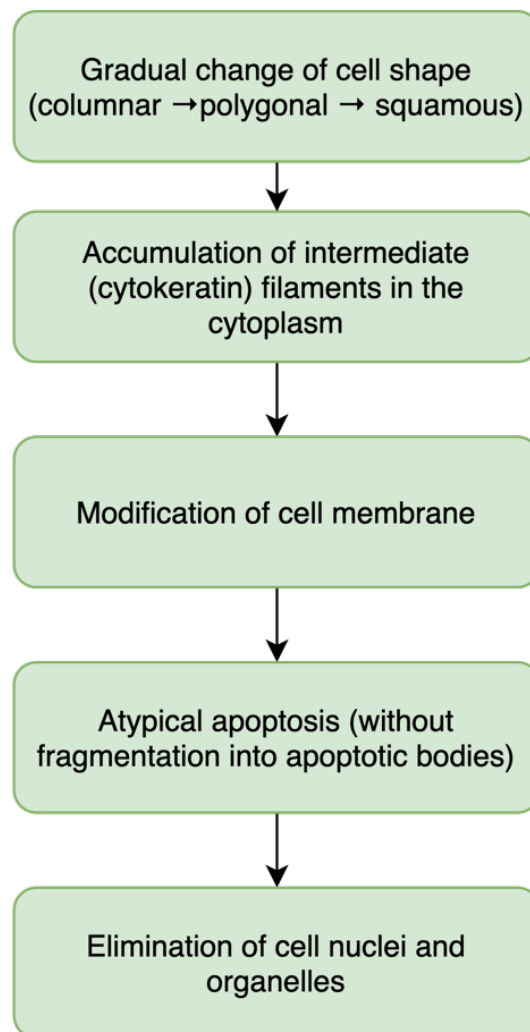 Gradual change of cell shape
(columnar →polygonal → squamous)
Accumulation of intermediate
(cytokeratin) filaments in the
cytoplasm
Modification of cell membrane
Atypical apoptosis (without
fragmentation into apoptotic bodies)
Elimination of cell nuclei and
organelles